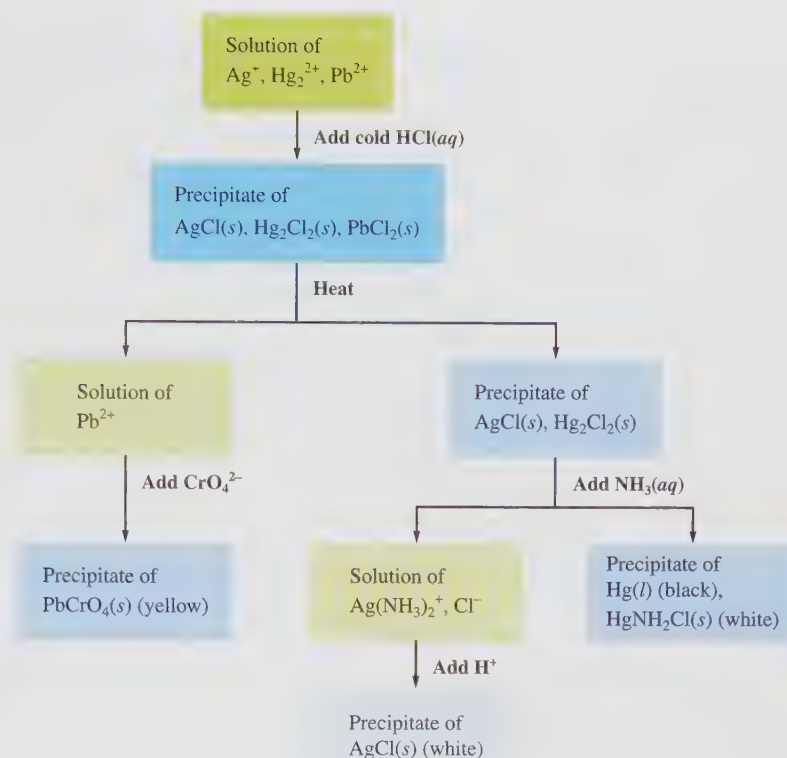 Solution of
Ag⁺, Hg₂²⁺, Pb²⁺
Add cold HCl(aq)
Precipitate of
AgCl(s), Hg₂Cl₂(s), PbCl₂(s)
Heat
Solution of
Pb²⁺
Precipitate of
AgCl(s), Hg₂Cl₂(s)
Add CrO₄²⁻
Add NH₃(aq)
Precipitate of
PbCrO₄(s) (yellow)
Solution of
Ag(NH₃)₂⁺, Cl⁻
Precipitate of
Hg(l) (black),
HgNH₂Cl(s) (white)
Add H⁺
Precipitate of
AgCl(s) (white)